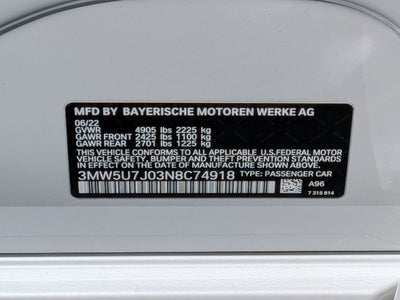 MFD BY BAYERISCHE MOTOREN WERKE AG
06/22
GVWR 4905 lbs 2225 kg
GAWR FRONT 2425 lbs 1100 kg
GAWR REAR 2701 lbs 1225 kg
THIS VEHICLE CONFORMS TO ALL APPLICABLE U.S.FEDERAL MOTOR
VEHICLE SAFETY, BUMPER, AND THEFT PREVENTION STANDARDS IN
EFFECT ON THE DATE OF MANUFACTURE SHOWN ABOVE.
3MW5U7J03N8C74918 TYPE: PASSENGER CAR
A96
7 315 814